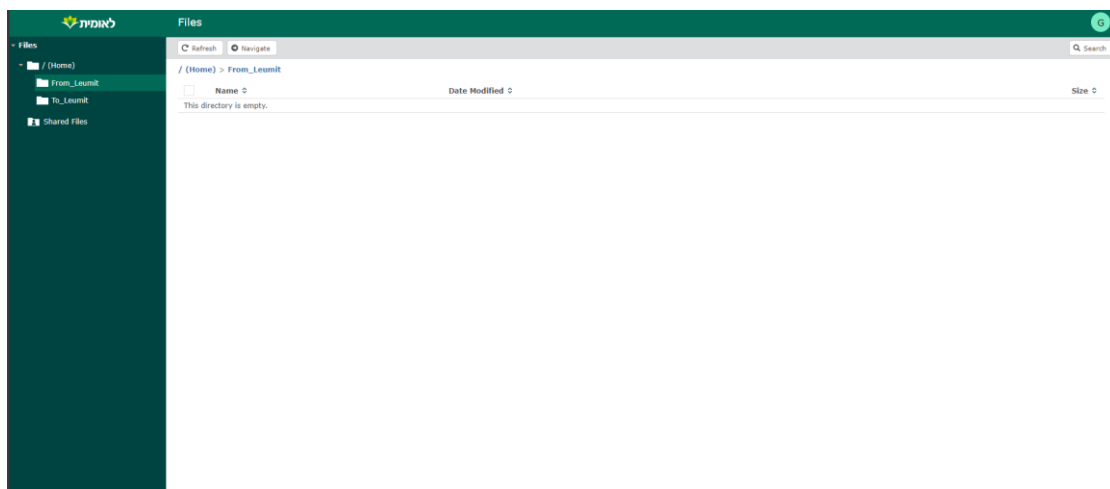 לאומית
Files
G
Files
Refresh
Navigate
Search
/ (Home)
/ (Home) > From_Leumit
From_Leumit
Name
Date Modified
Size
To_Leumit
This directory is empty.
Shared Files